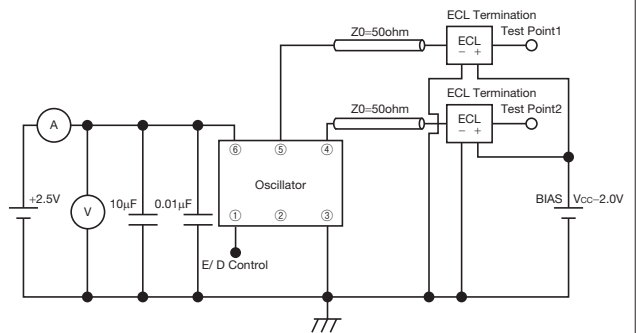 ECL Termination
Z0=50ohm
ECL
Test Point1
− +
ECL Termination
Z0=50ohm
ECL
Test Point2
− +
A
⑥ ⑤ ④
+2.5V
V
10µF
0.01µF
Oscillator
BIAS Vcc−2.0V
① ② ③
E/ D Control